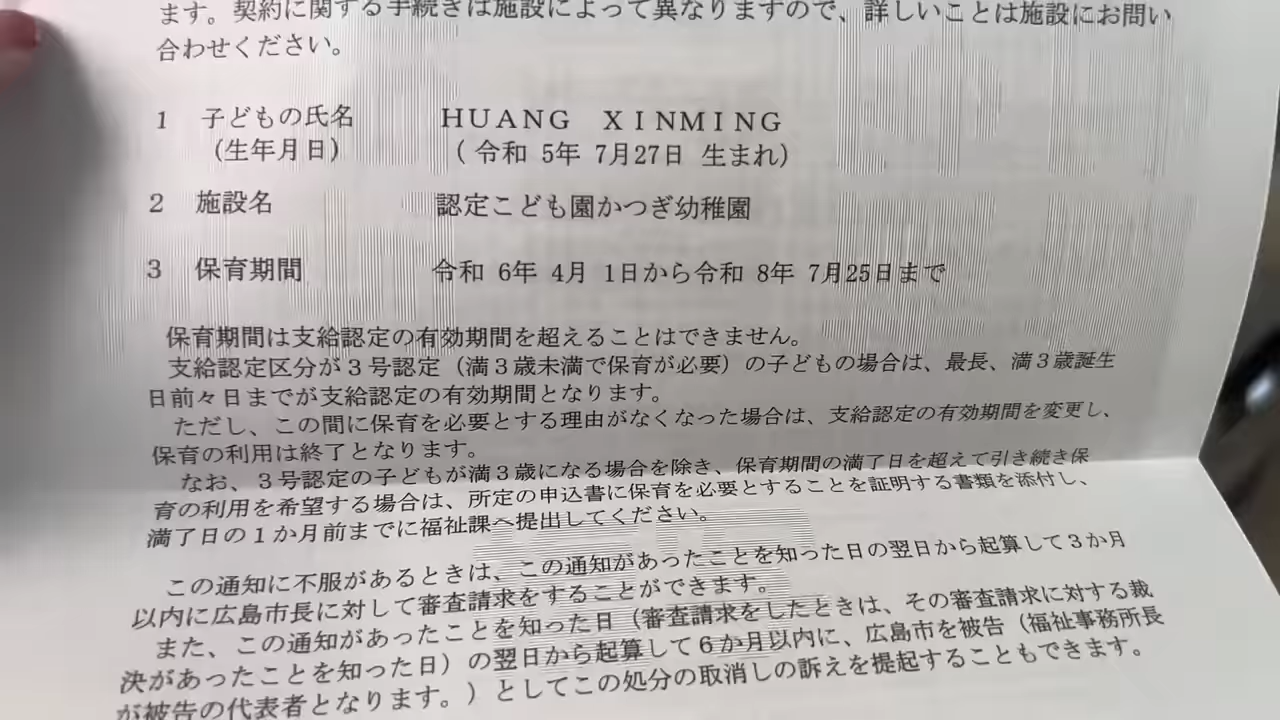 ます。契約に関する手続きは施設によって異なりますので、詳しいことは施設にお問い
合わせください。
1 子どもの氏名 HUANG XINMING
(生年月日) (令和 5年 7月27日 生まれ)
2 施設名 認定こども園かつぎ幼稚園
3 保育期間 令和 6年 4月 1日から令和 8年 7月25日まで
保育期間は支給認定の有効期間を超えることはできません。
支給認定区分が3号認定(満3歳未満で保育が必要)の子どもの場合は、最長、満3歳誕生
日前々日までが支給認定の有効期間となります。
ただし、この間に保育を必要とする理由がなくなった場合は、支給認定の有効期間を変更し、
保育の利用は終了となります。
なお、3号認定の子どもが満3歳になる場合を除き、保育期間の満了日を超えて引き続き保
育の利用を希望する場合は、所定の申込書に保育を必要とすることを証明する書類を添付し、
満了日の1か月前までに福祉課へ提出してください。
この通知に不服があるときは、この通知があったことを知った日の翌日から起算して3か月
以内に広島市長に対して審査請求をすることができます。
また、この通知があったことを知った日(審査請求をしたときは、その審査請求に対する裁
決があったことを知った日)の翌日から起算して6か月以内に、広島市を被告(福祉事務所長
が被告の代表者となります。)としてこの処分の取消しの訴えを提起することもできます。